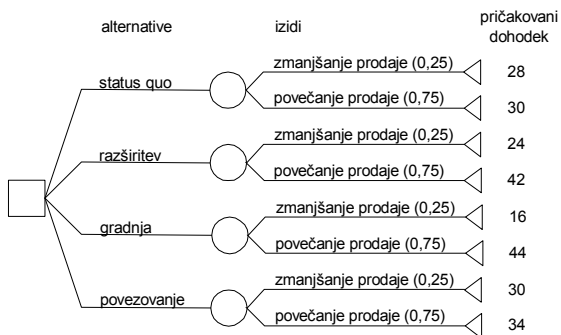 alternative izidi pričakovani
dohodek
zmanjšanje prodaje (0,25) 28
status quo
povečanje prodaje (0,75) 30
zmanjšanje prodaje (0,25) 24
razširitev
povečanje prodaje (0,75) 42
zmanjšanje prodaje (0,25) 16
gradnja
povečanje prodaje (0,75) 44
zmanjšanje prodaje (0,25) 30
povezovanje
povečanje prodaje (0,75) 34